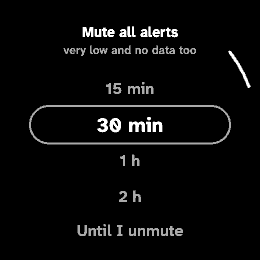 Mute all alerts
very low and no data too
15 min
30 min
1 h
2 h
Until I unmute